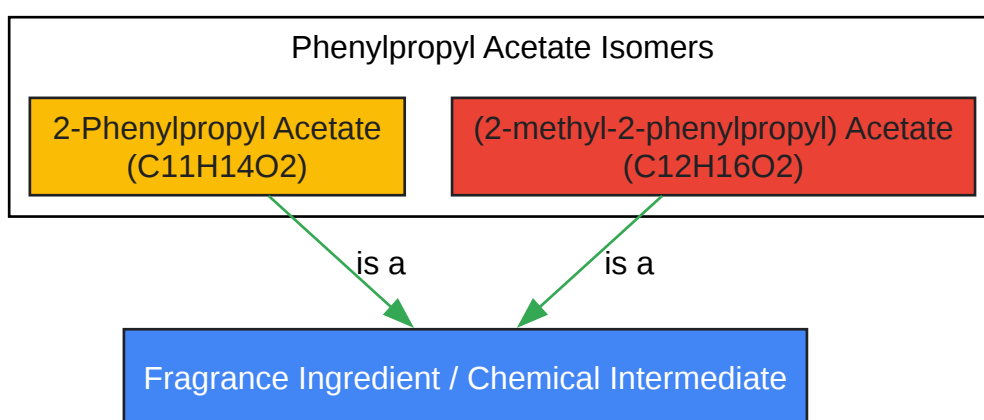 Phenylpropyl Acetate Isomers
2-Phenylpropyl Acetate
(C11H14O2)
(2-methyl-2-phenylpropyl) Acetate
(C12H16O2)
is a
is a
Fragrance Ingredient / Chemical Intermediate